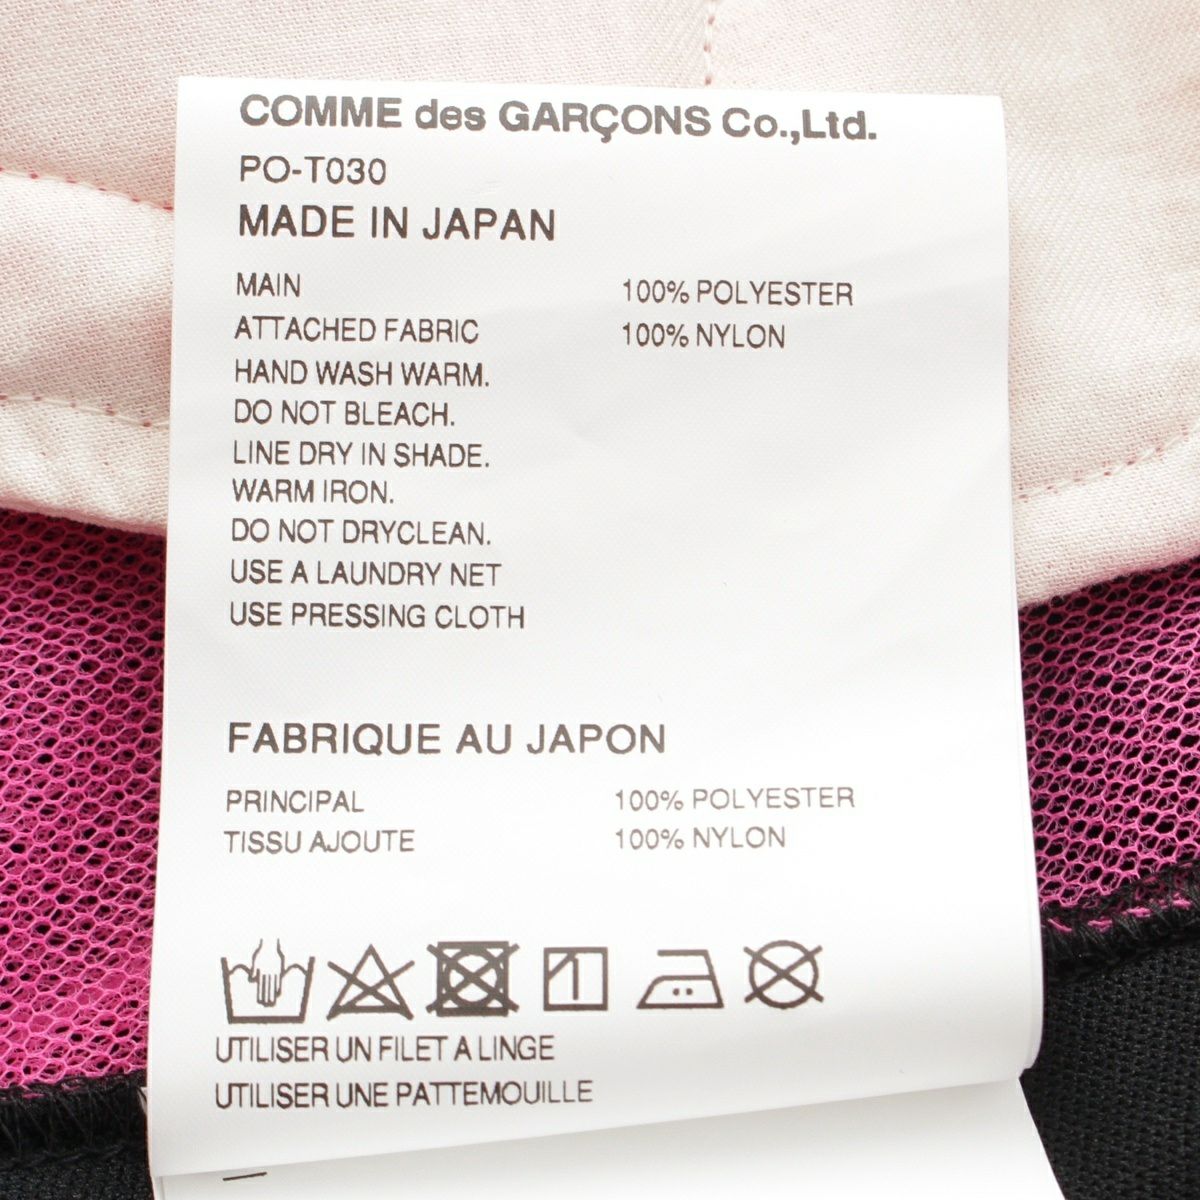 COMME des GARÇONS Co.,Ltd.
PO-T030
MADE IN JAPAN
MAIN 100% POLYESTER
ATTACHED FABRIC 100% NYLON
HAND WASH WARM.
DO NOT BLEACH.
LINE DRY IN SHADE.
WARM IRON.
DO NOT DRYCLEAN.
USE A LAUNDRY NET
USE PRESSING CLOTH
FABRIQUE AU JAPON
PRINCIPAL 100% POLYESTER
TISSU AJOUTE 100% NYLON
UTILISER UN FILET A LINGE
UTILISER UNE PATTEMOUILLE